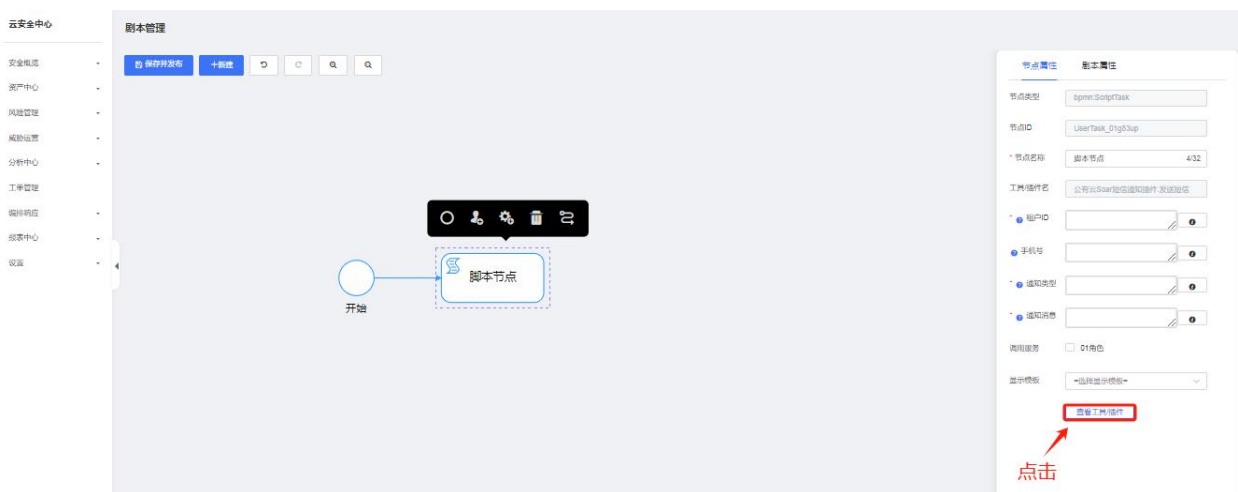 云安全中心
剧本管理
安全概览
资产中心
风险管理
威胁运营
分析中心
工单管理
编排响应
报表中心
设置
保存并发布
+新建
开始
脚本节点
节点属性 剧本属性
节点类型 bpmn:ScriptTask
节点ID UserTask_01g53up
* 节点名称 脚本节点 4/32
工具/插件名 公有云Soar短信通知插件.发送短信
* 租户ID
手机号
* 通知类型
* 通知消息
调用服务 01角色
显示模板 =选择显示模板=
查看工具/插件
点击